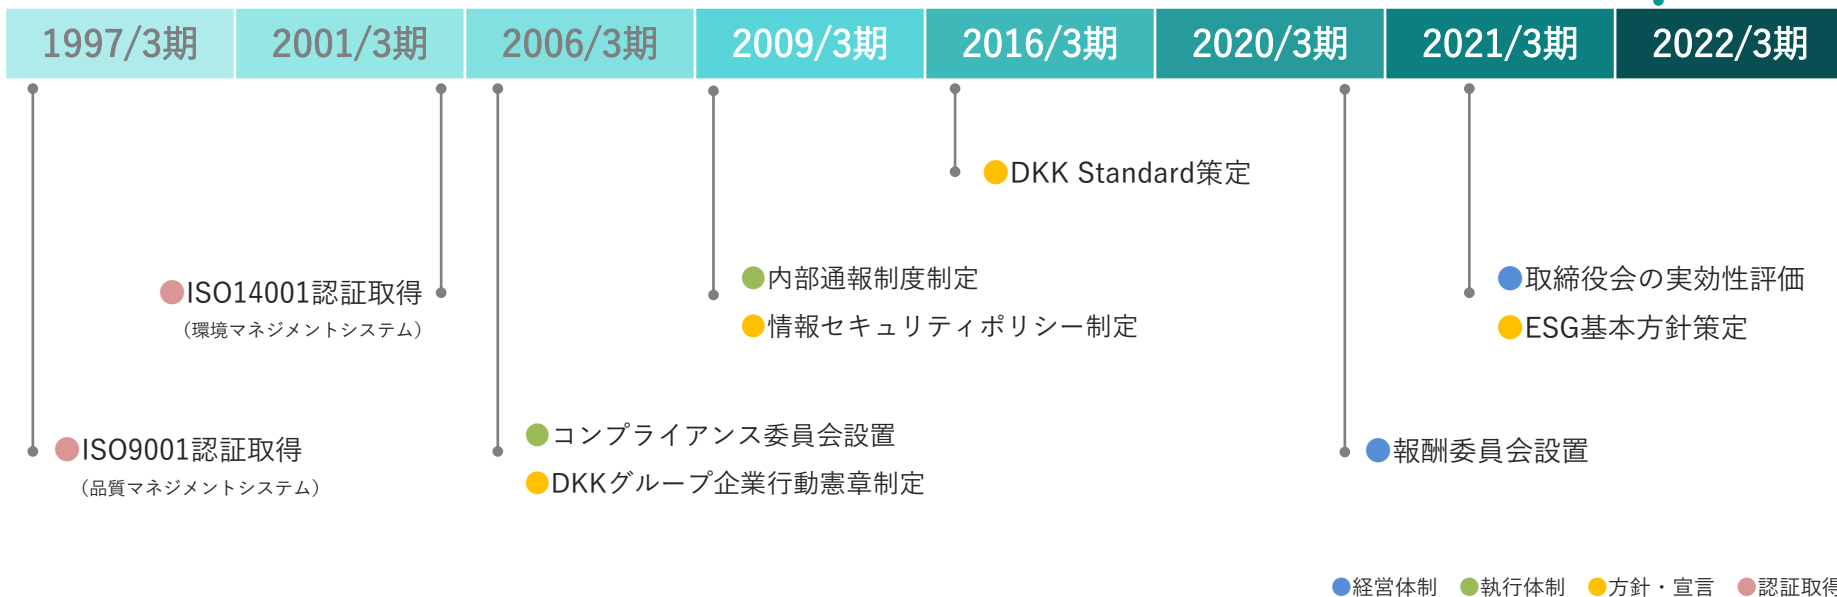 1997/3期 2001/3期 2006/3期 2009/3期 2016/3期 2020/3期 2021/3期 2022/3期
●DKK Standard策定
●内部通報制度制定
●情報セキュリティポリシー制定
●取締役会の実効性評価
●ESG基本方針策定
●ISO14001認証取得
（環境マネジメントシステム）
●ISO9001認証取得
（品質マネジメントシステム）
●コンプライアンス委員会設置
●DKKグループ企業行動憲章制定
●報酬委員会設置
●経営体制 ●執行体制 ●方針・宣言 ●認証取得